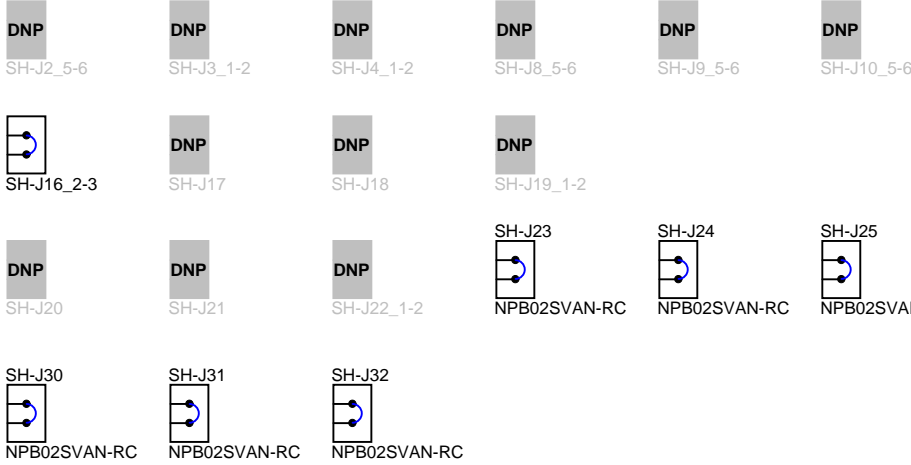 DNP DNP DNP DNP DNP DNP
SH-J2_5-6 SH-J3_1-2 SH-J4_1-2 SH-J8_5-6 SH-J9_5-6 SH-J10_5-6
DNP DNP DNP
SH-J16_2-3 SH-J17 SH-J18 SH-J19_1-2
SH-J23 SH-J24 SH-J25
DNP DNP DNP
SH-J20 SH-J21 SH-J22_1-2 NPB02SVAN-RC NPB02SVAN-RC NPB02SVA
SH-J30 SH-J31 SH-J32
NPB02SVAN-RC NPB02SVAN-RC NPB02SVAN-RC